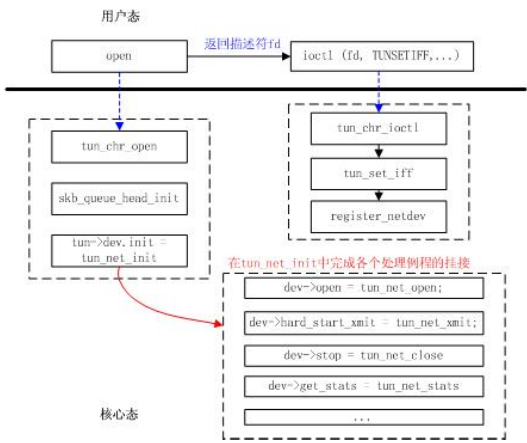 用户态
open
返回描述符fd
ioctl (fd, TUNSETIFF,...)
tun_chr_open
skb_queue_head_init
tun->dev.init =
tun_net_init
tun_chr_ioctl
tun_set_iff
register_netdev
在tun_net_init中完成各个处理例程的挂接
dev->open = tun_net_open;
dev->hard_start_xmit = tun_net_xmit;
dev->stop = tun_net_close
dev->get_stats = tun_net_stats
...
核心态